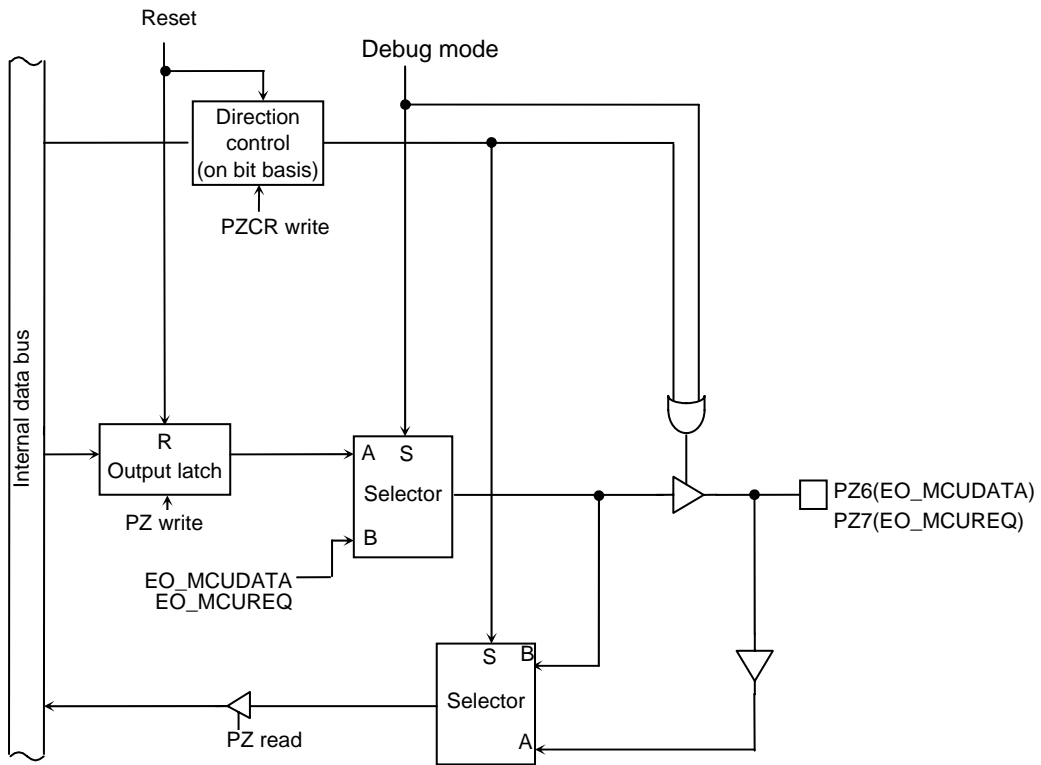 Reset
Debug mode
Direction
control
(on bit basis)
PZCR write
Internal data bus
R
Output latch
PZ write
A
S
Selector
B
EO_MCUDATA
EO_MCUREQ
PZ6(EO_MCUDATA)
PZ7(EO_MCUREQ)
S
B
Selector
A
PZ read